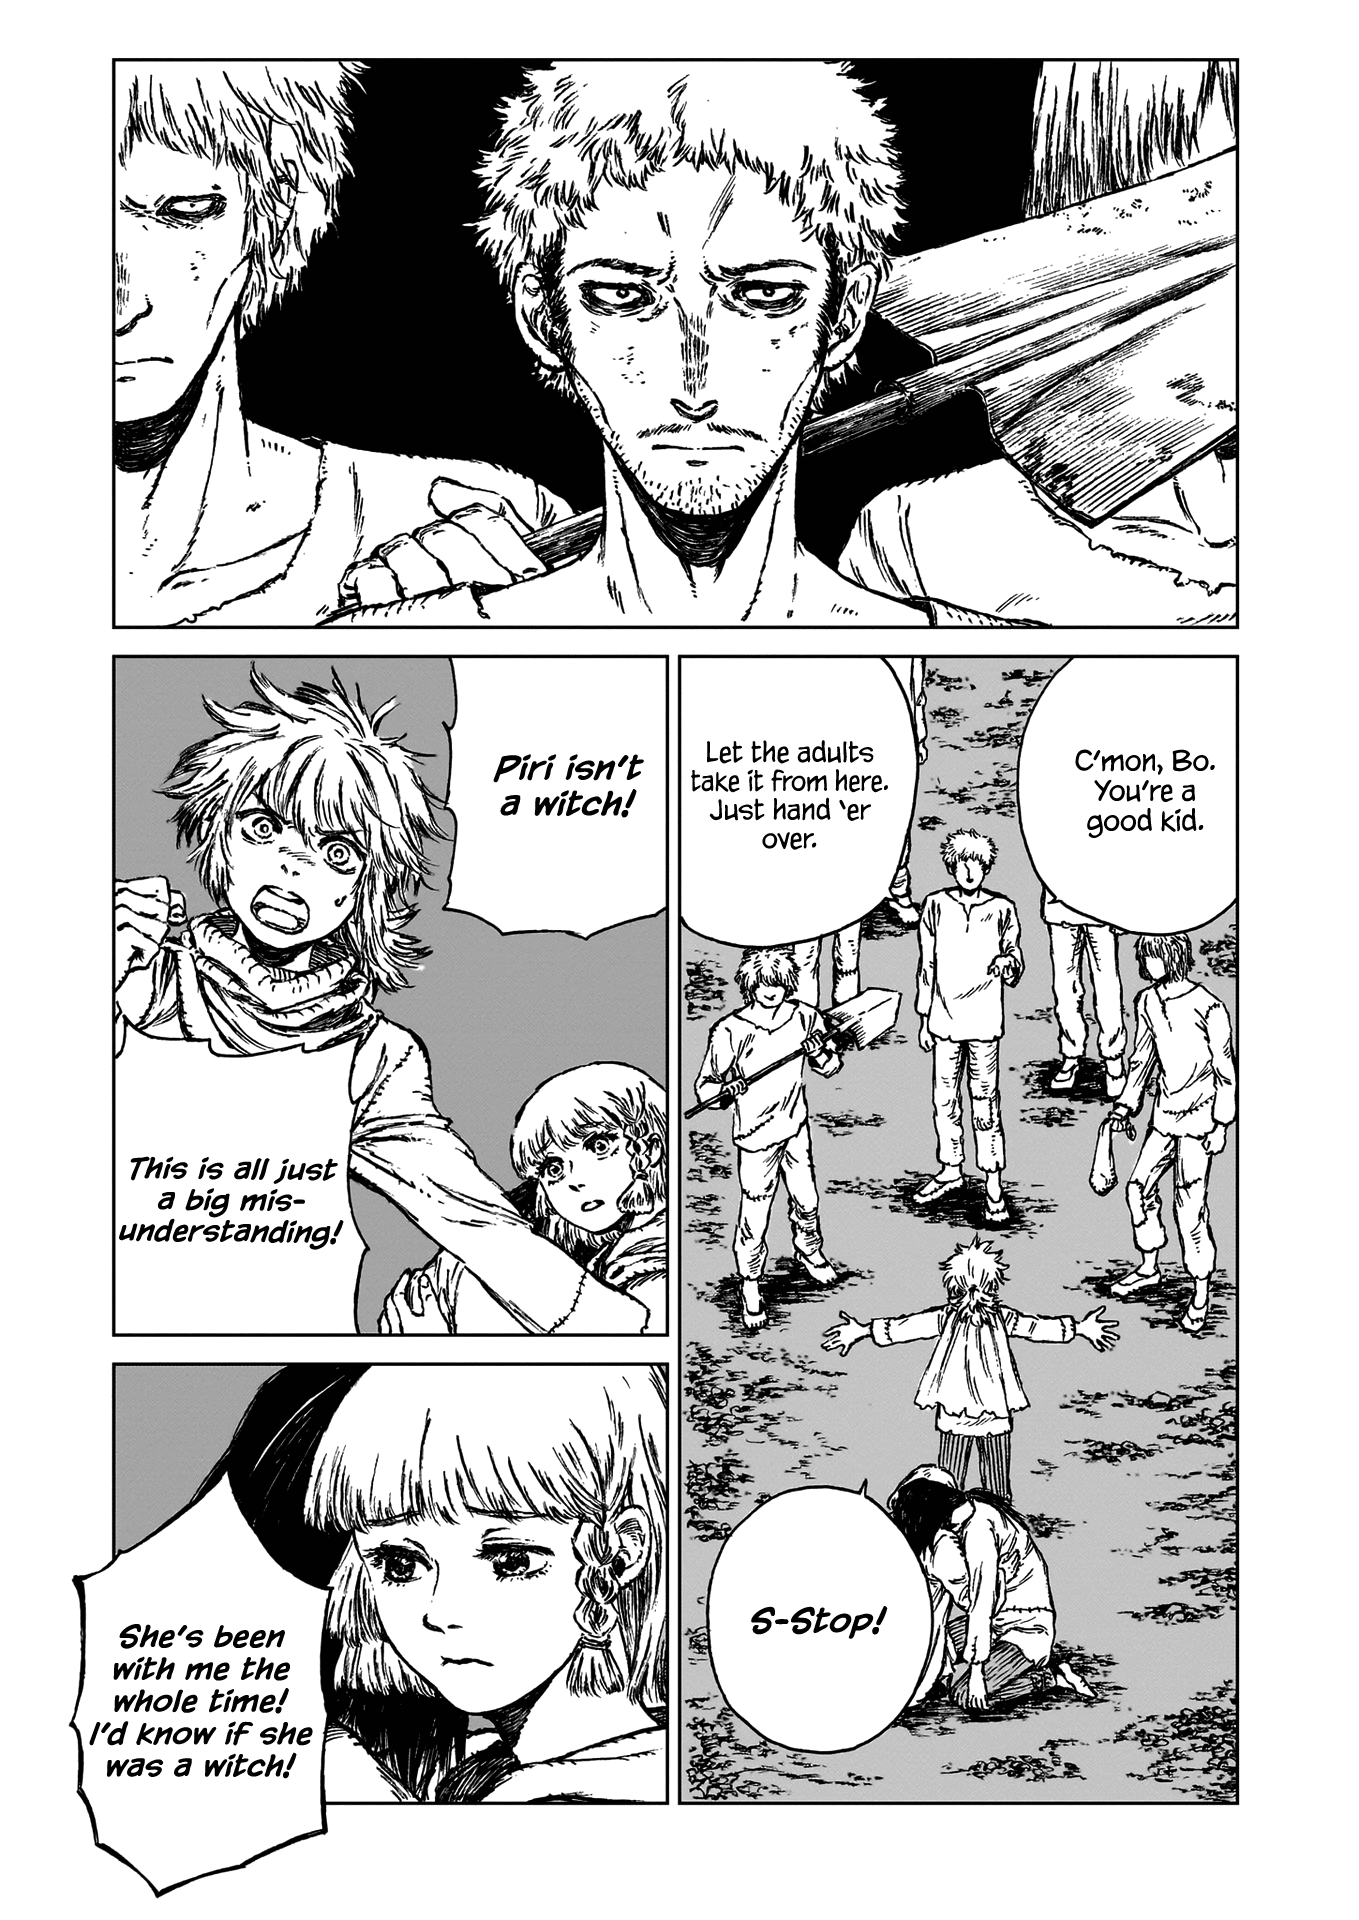 C'mon, Bo.
You're a
good kid.
Let the adults
take it from here.
Just hand 'er
over.
S-Stop!
Piri isn't
a witch!
This is all just
a big mis-
understanding!
She's been
with me the
whole time!
I'd know if she
was a witch!